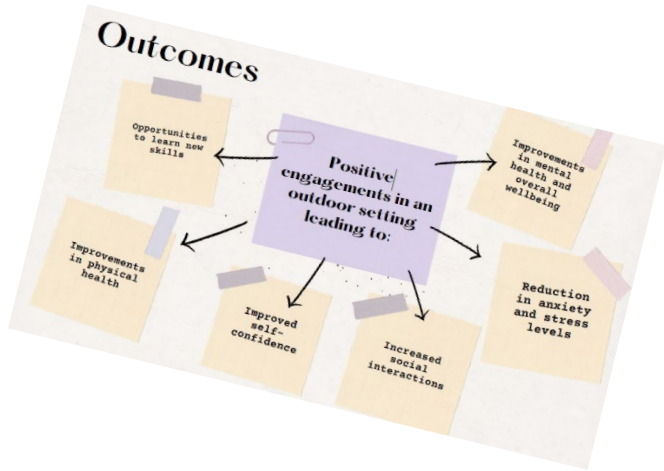 Outcomes
Opportunities
to learn new
skills
Positive
engagements in an
outdoor setting
leading to:
Improvements
in mental
health and
overall
wellbeing
Improvements
in physical
health
Improved
self-
confidence
Increased
social
interactions
Reduction
in anxiety
and stress
levels